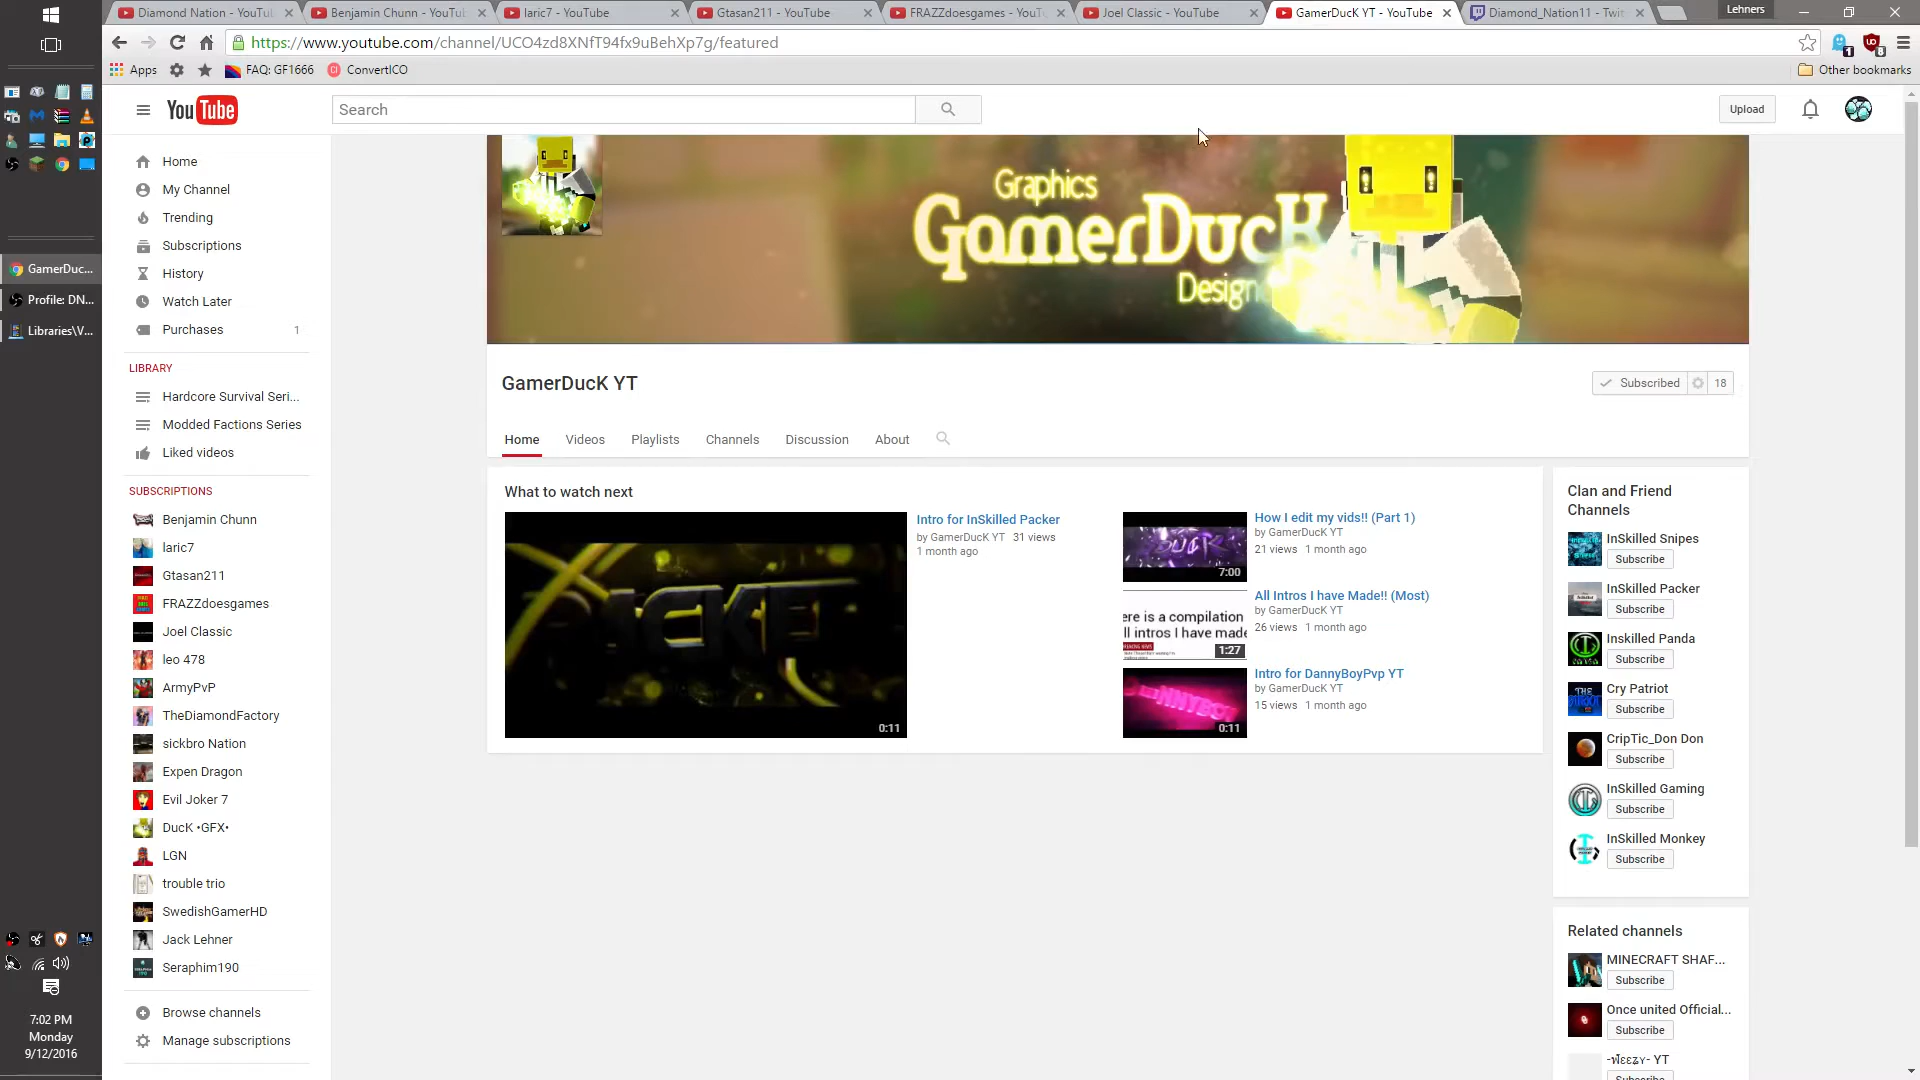 Diamond Nation - YouTu
Benjamin Chunn - YouTu
laric7 - YouTube
Gtasan211 - YouTube
FRAZZdoesgames - YouT
Joel Classic - YouTube
GamerDucK YT - YouTube
Diamond_Nation11 - Twit
Lehners
https://www.youtube.com/channel/UCO4zd8XNfT94fx9uBehXp7g/featured
Apps
FAQ: GF1666
ConvertICO
Other bookmarks
YouTube
Search
Upload
GamerDuc...
Profile: DN...
Libraries\V...
7:02 PM
Monday
9/12/2016
Home
My Channel
Trending
Subscriptions
History
Watch Later
Purchases 1
LIBRARY
Hardcore Survival Seri...
Modded Factions Series
Liked videos
SUBSCRIPTIONS
Benjamin Chunn
laric7
Gtasan211
FRAZZdoesgames
Joel Classic
leo 478
ArmyPvP
TheDiamondFactory
sickbro Nation
Expen Dragon
Evil Joker 7
DucK •GFX•
LGN
trouble trio
SwedishGamerHD
Jack Lehner
Seraphim190
Browse channels
Manage subscriptions
Graphics
GamerDucK
Designe
GamerDucK YT
Subscribed 18
Home Videos Playlists Channels Discussion About
What to watch next
0:11
Intro for InSkilled Packer
by GamerDucK YT 31 views
1 month ago
7:00
How I edit my vids!! (Part 1)
by GamerDucK YT
21 views 1 month ago
ere is a compilation
ll intros I have made
1:27
All Intros I have Made!! (Most)
by GamerDucK YT
26 views 1 month ago
0:11
Intro for DannyBoyPvp YT
by GamerDucK YT
15 views 1 month ago
Clan and Friend
Channels
InSkilled Snipes
Subscribe
InSkilled Packer
Subscribe
Inskilled Panda
Subscribe
Cry Patriot
Subscribe
CripTic_Don Don
Subscribe
InSkilled Gaming
Subscribe
InSkilled Monkey
Subscribe
Related channels
MINECRAFT SHAF...
Subscribe
Once united Official...
Subscribe
YT
Subscribe